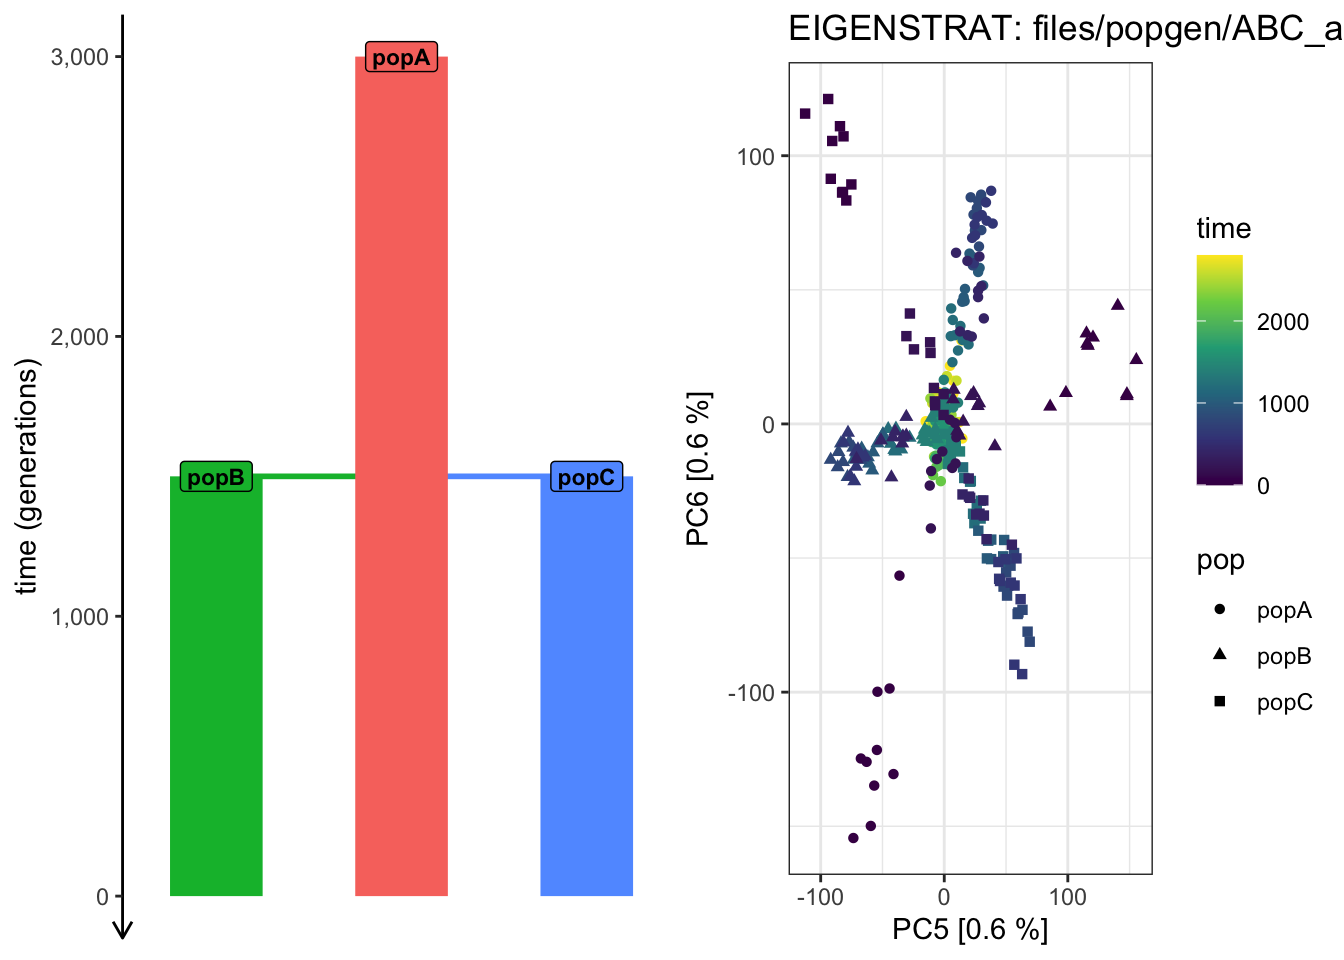 time (generations)
3,000
2,000
1,000
0
popA
popB
popC
EIGENSTRAT: files/popgen/ABC_a
PC6 [0.6 %]
100
0
-100
-100
0
100
PC5 [0.6 %]
time
2000
1000
0
pop
popA
popB
popC